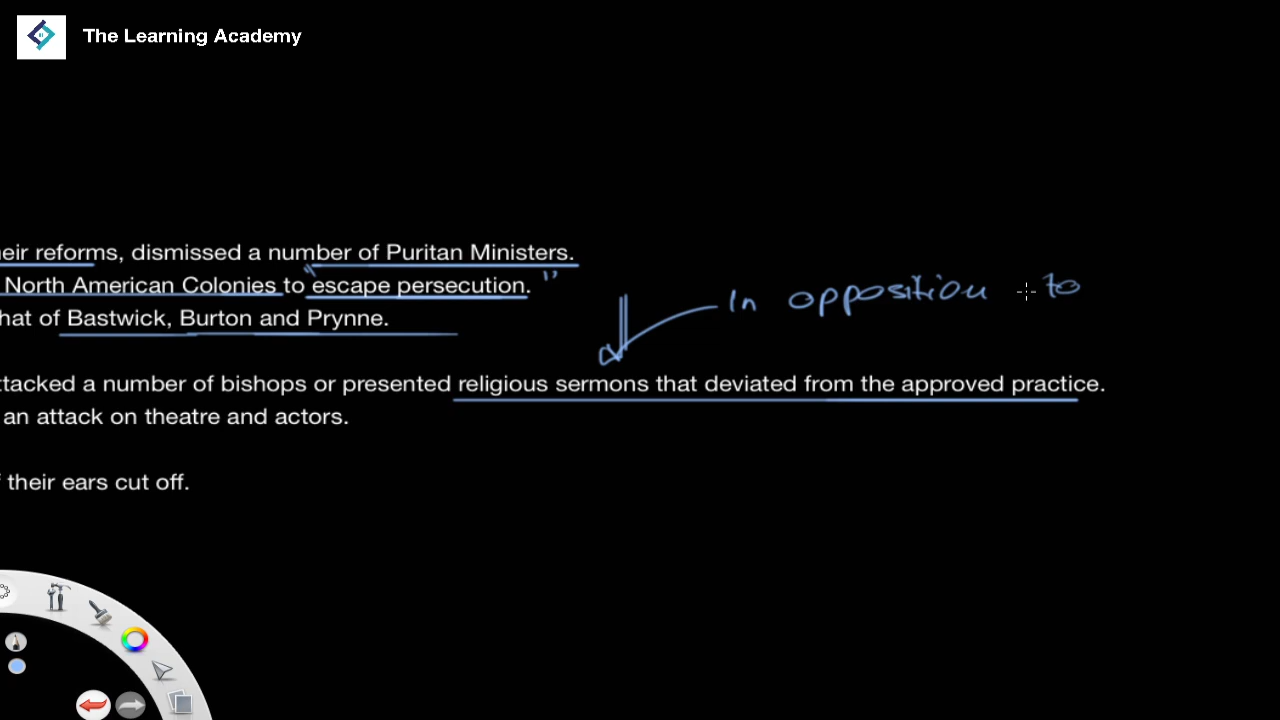 The Learning Academy
heir reforms, dismissed a number of Puritan Ministers.
North American Colonies to "escape persecution."
hat of Bastwick, Burton and Prynne.
In opposition to
ttacked a number of bishops or presented religious sermons that deviated from the approved practice.
an attack on theatre and actors.
their ears cut off.